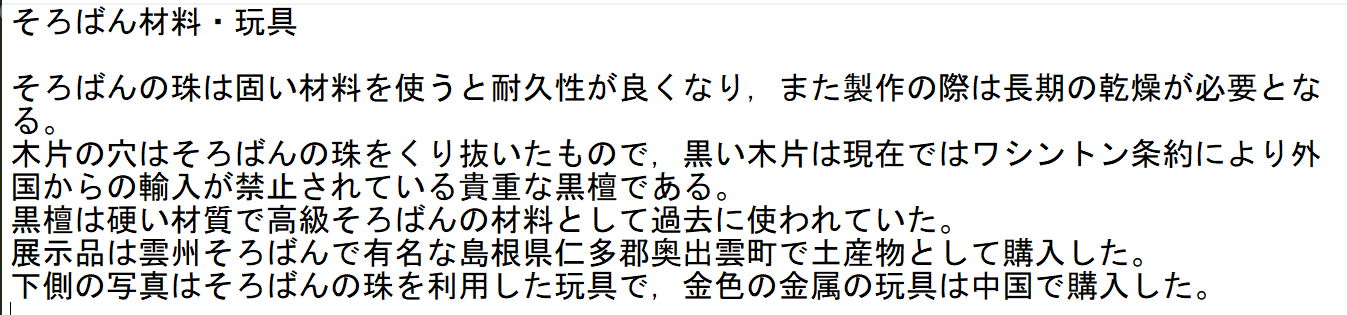 そろばん材料・玩具
そろばんの珠は固い材料を使うと耐久性が良くなり，また製作の際は長期の乾燥が必要とな
る。
木片の穴はそろばんの珠をくり抜いたもので，黒い木片は現在ではワシントン条約により外
国からの輸入が禁止されている貴重な黒檀である。
黒檀は硬い材質で高級そろばんの材料として過去に使われていた。
展示品は雲州そろばんで有名な島根県仁多郡奥出雲町で土産物として購入した。
下側の写真はそろばんの珠を利用した玩具で，金色の金属の玩具は中国で購入した。